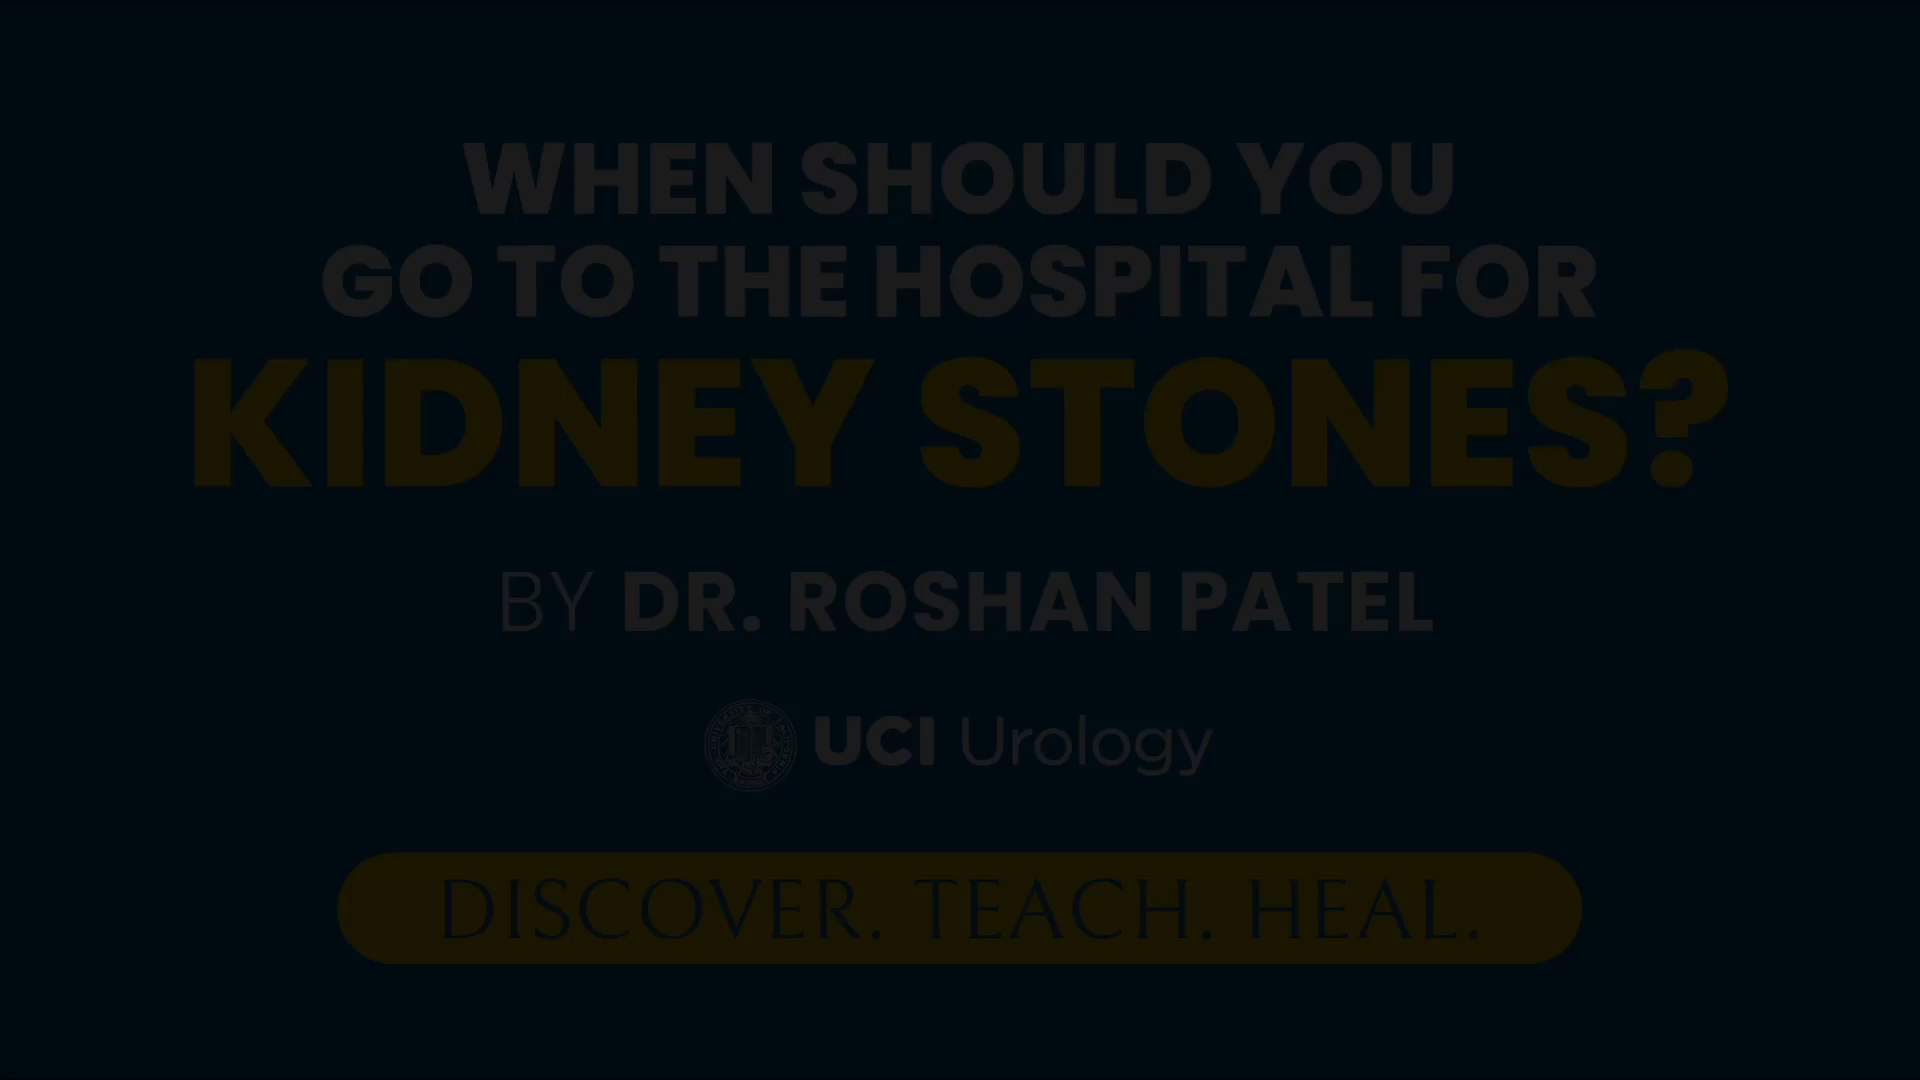 WHEN SHOULD YOU
GO TO THE HOSPITAL FOR
KIDNEY STONES?
BY DR. ROSHAN PATEL
UCI Urology
DISCOVER. TEACH. HEAL.